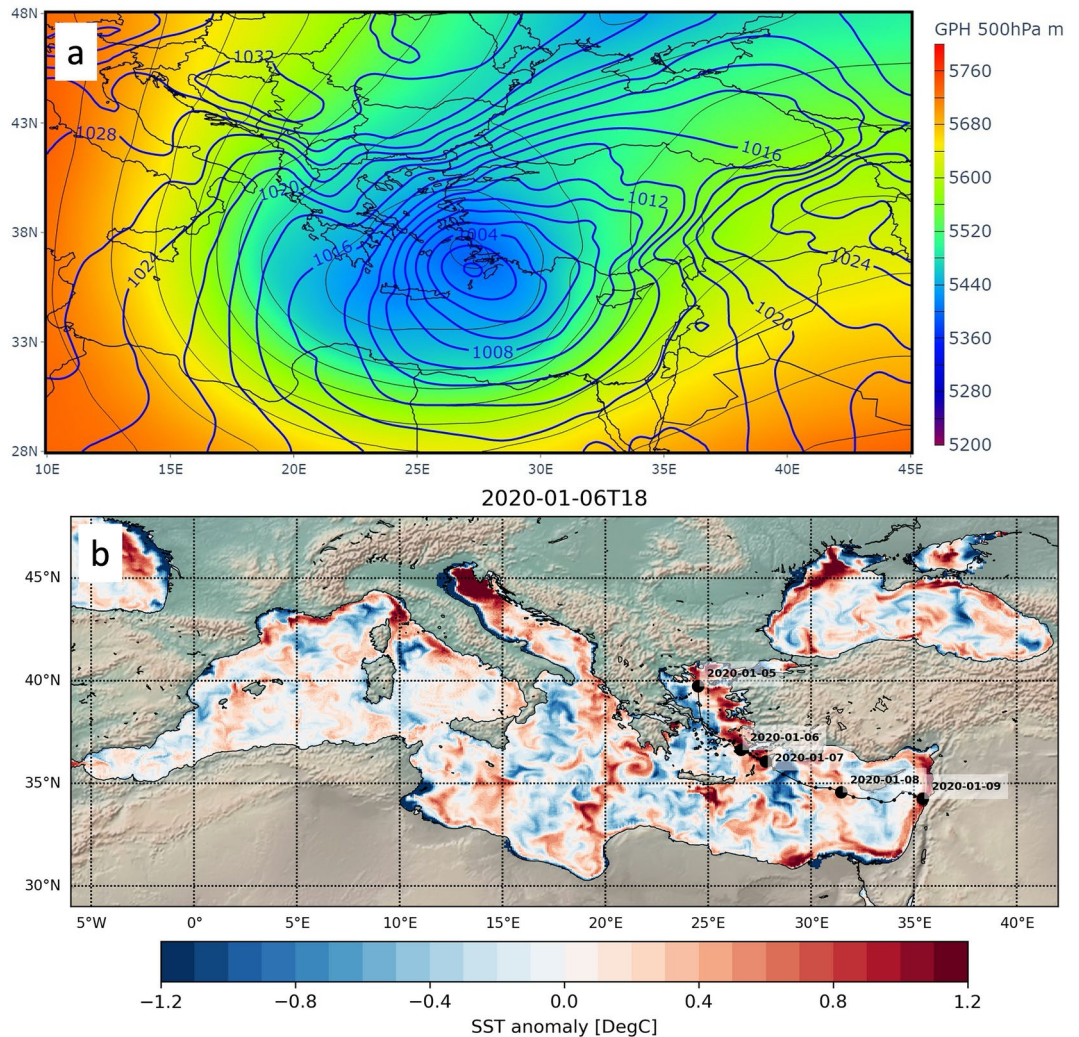 a
GPH 500hPa m
48N
43N
38N
33N
28N
10E 15E 20E 25E 30E 35E 40E 45E
1032
1028
1016
1020
1012
1004
1016
1024
1024
1020
1008
5760
5680
5600
5520
5440
5360
5280
5200
2020-01-06T18
b
45°N
40°N
35°N
30°N
2020-01-05
2020-01-06
2020-01-07
2020-01-08
2020-01-09
5°W 0° 5°E 10°E 15°E 20°E 25°E 30°E 35°E 40°E
−1.2 −0.8 −0.4 0.0 0.4 0.8 1.2
SST anomaly [DegC]